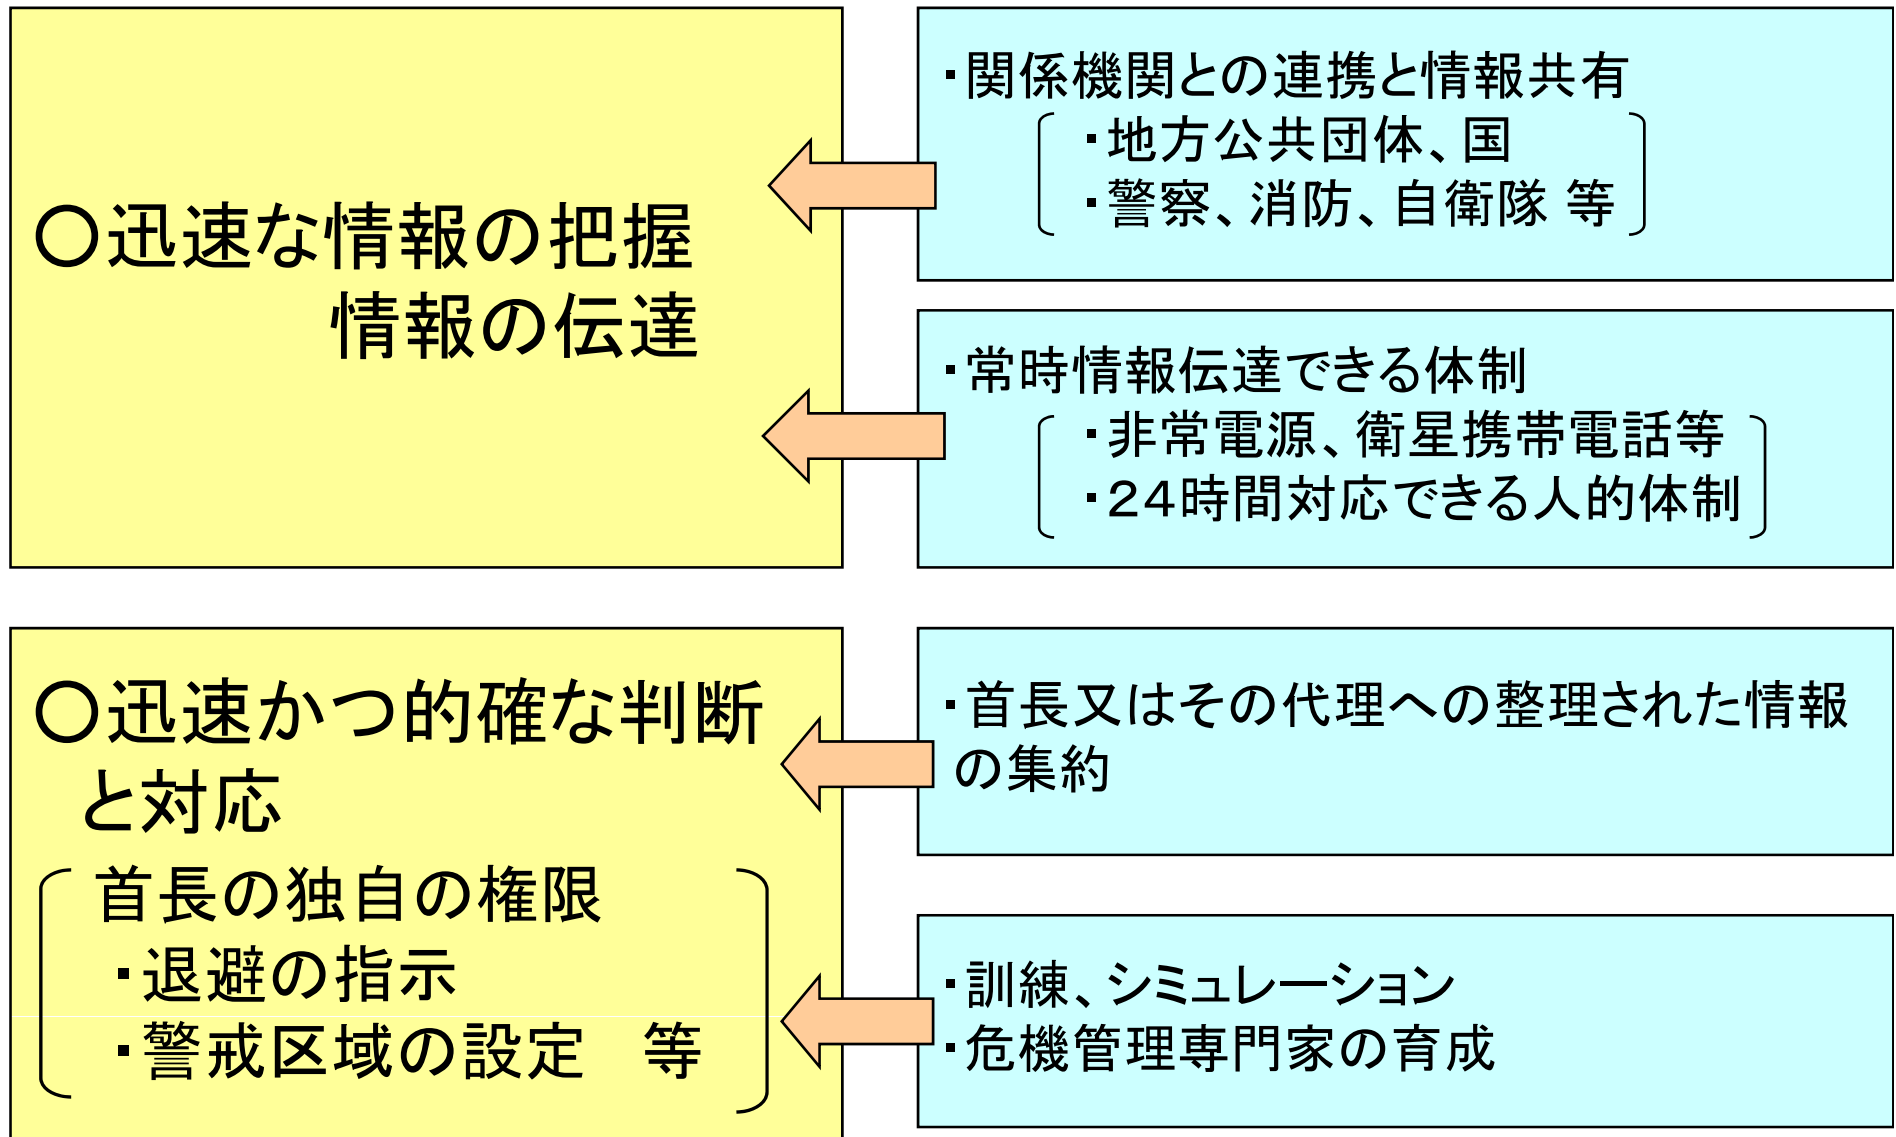 ○迅速な情報の把握
情報の伝達
・関係機関との連携と情報共有
・地方公共団体、国
・警察、消防、自衛隊 等
・常時情報伝達できる体制
・非常電源、衛星携帯電話等
・24時間対応できる人的体制
○迅速かつ的確な判断
と対応
首長の独自の権限
・退避の指示
・警戒区域の設定　等
・首長又はその代理への整理された情報
の集約
・訓練、シミュレーション
・危機管理専門家の育成